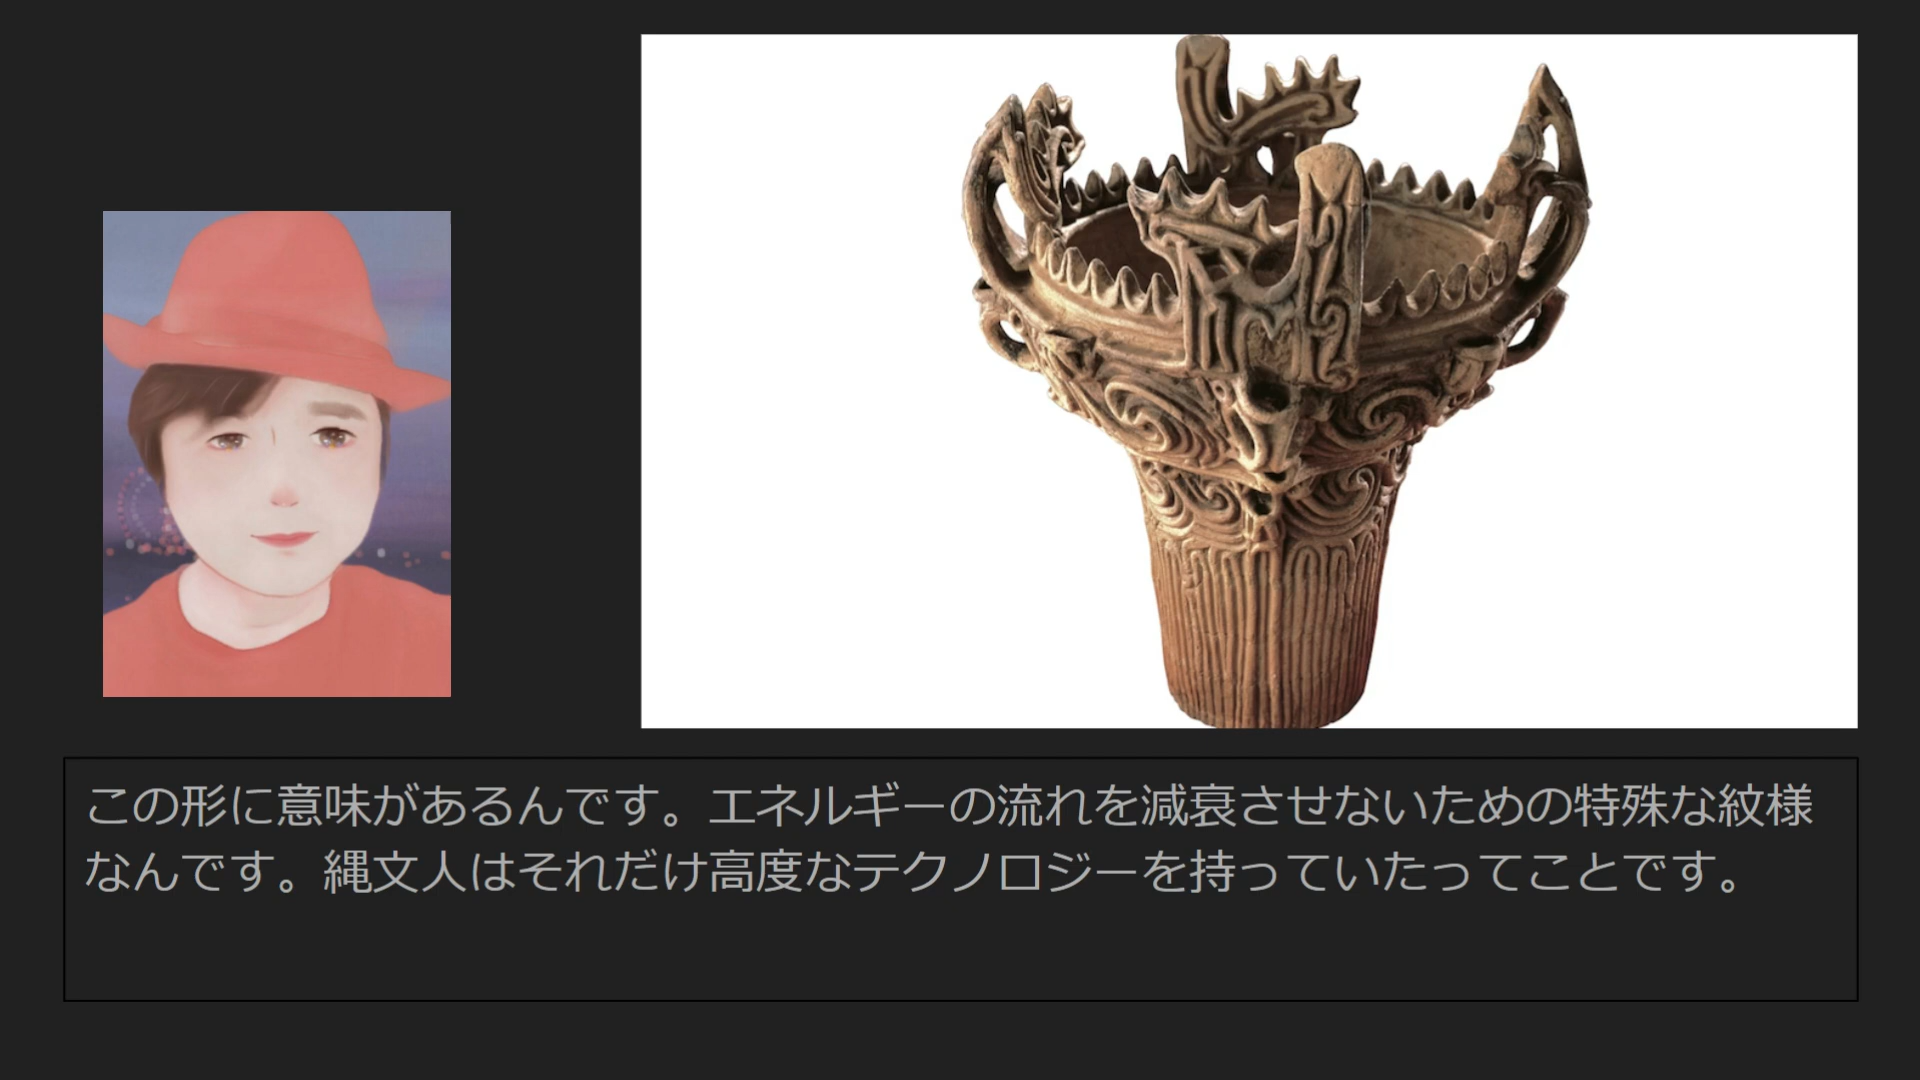 この形に意味があるんです。エネルギーの流れを減衰させないための特殊な紋様
なんです。縄文人はそれだけ高度なテクノロジーを持っていたってことです。